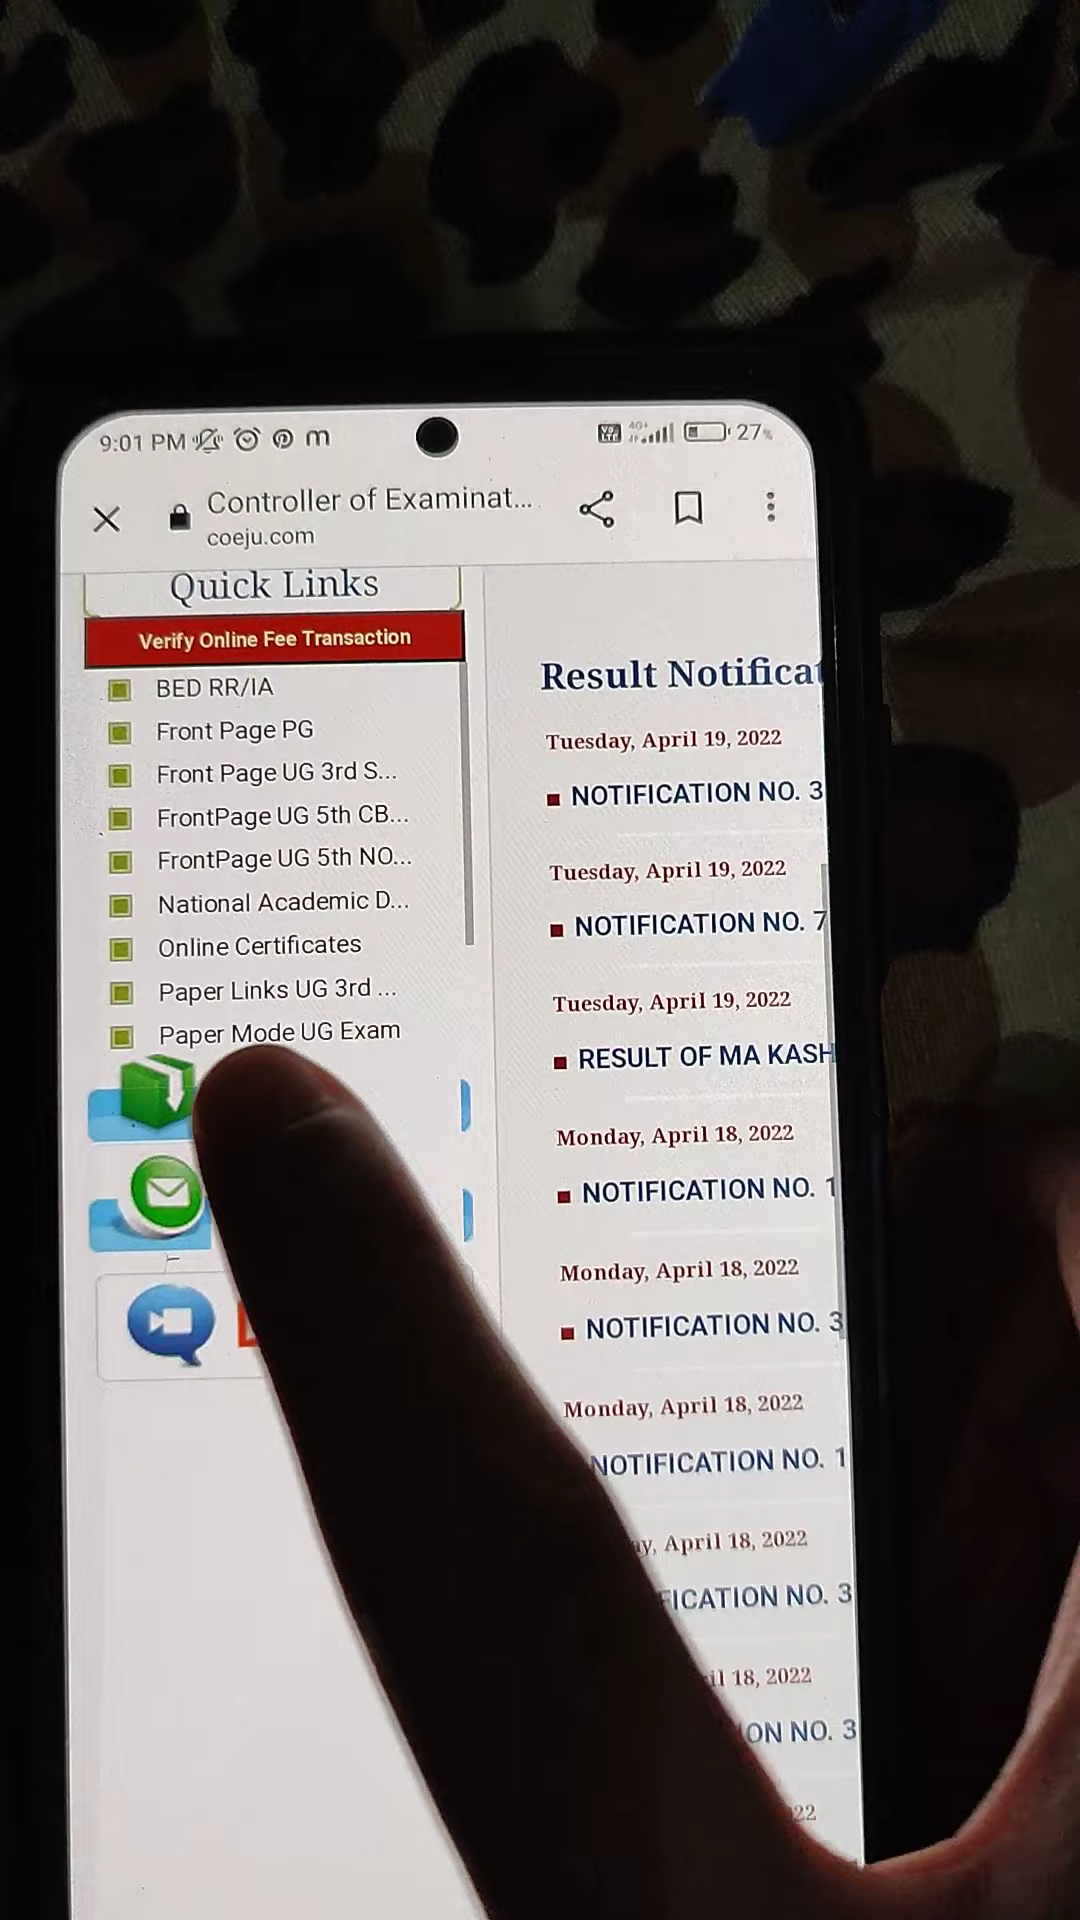 9:01 PM
m
4G+
27%
Controller of Examinat...
coeju.com
Quick Links
Verify Online Fee Transaction
BED RR/IA
Front Page PG
Front Page UG 3rd S...
FrontPage UG 5th CB...
FrontPage UG 5th NO...
National Academic D...
Online Certificates
Paper Links UG 3rd ...
Paper Mode UG Exam
Result Notificat
Tuesday, April 19, 2022
NOTIFICATION NO. 3
Tuesday, April 19, 2022
NOTIFICATION NO. 7
Tuesday, April 19, 2022
RESULT OF MA KASH
Monday, April 18, 2022
NOTIFICATION NO. 1
Monday, April 18, 2022
NOTIFICATION NO. 3
Monday, April 18, 2022
NOTIFICATION NO. 1
ay, April 18, 2022
FICATION NO. 3
il 18, 2022
ON NO. 3
22